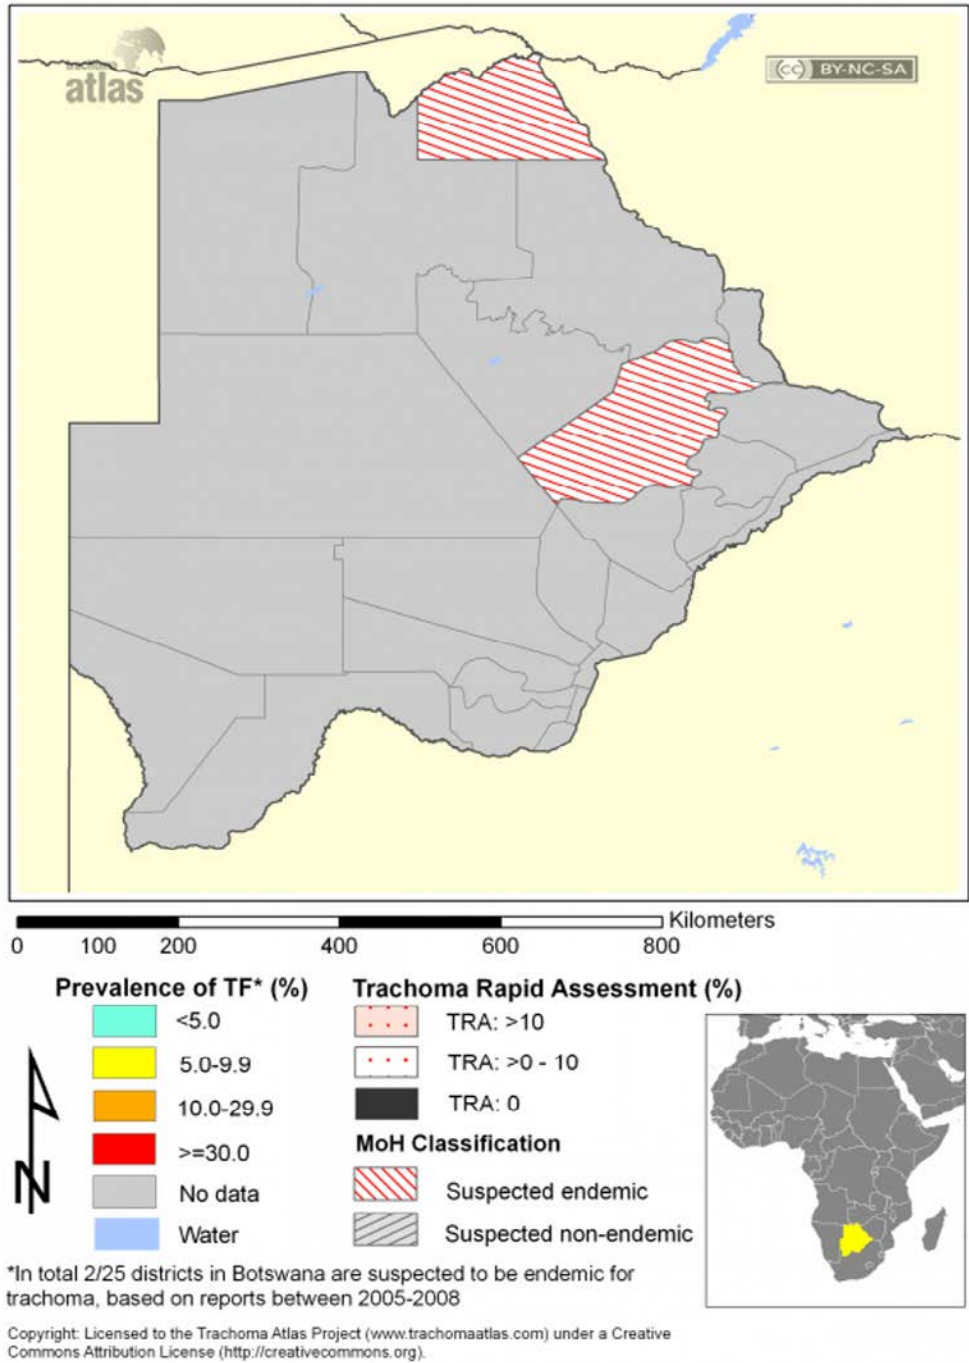 trachoma
atlas
CC BY-NC-SA
Kilometers
0 100 200 400 600 800
Prevalence of TF* (%)
<5.0
5.0-9.9
10.0-29.9
>=30.0
No data
Water
Trachoma Rapid Assessment (%)
TRA: >10
TRA: >0 - 10
TRA: 0
MoH Classification
Suspected endemic
Suspected non-endemic
N
*In total 2/25 districts in Botswana are suspected to be endemic for
trachoma, based on reports between 2005-2008
Copyright: Licensed to the Trachoma Atlas Project (www.trachomaatlas.com) under a Creative
Commons Attribution License (http://creativecommons.org).